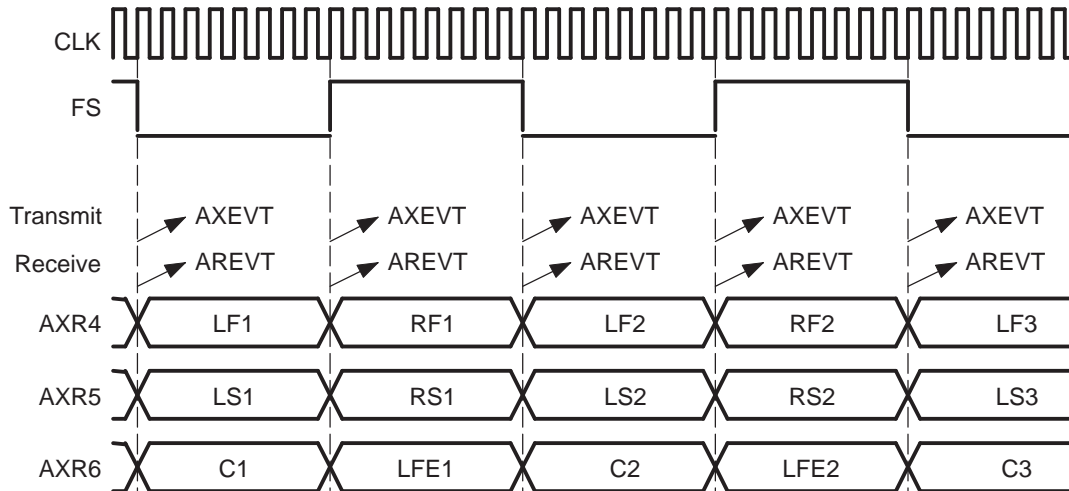 CLK
FS
Transmit AXEVT AXEVT AXEVT AXEVT AXEVT
Receive AREVT AREVT AREVT AREVT AREVT
AXR4 LF1 RF1 LF2 RF2 LF3
AXR5 LS1 RS1 LS2 RS2 LS3
AXR6 C1 LFE1 C2 LFE2 C3